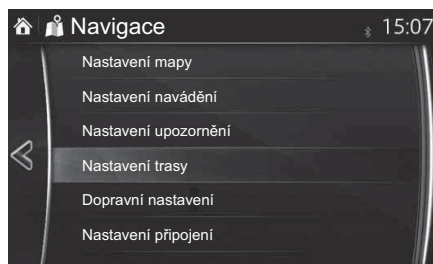 Navigace 15:07
Nastavení mapy
Nastavení navádění
Nastavení upozornění
Nastavení trasy
Dopravní nastavení
Nastavení připojení